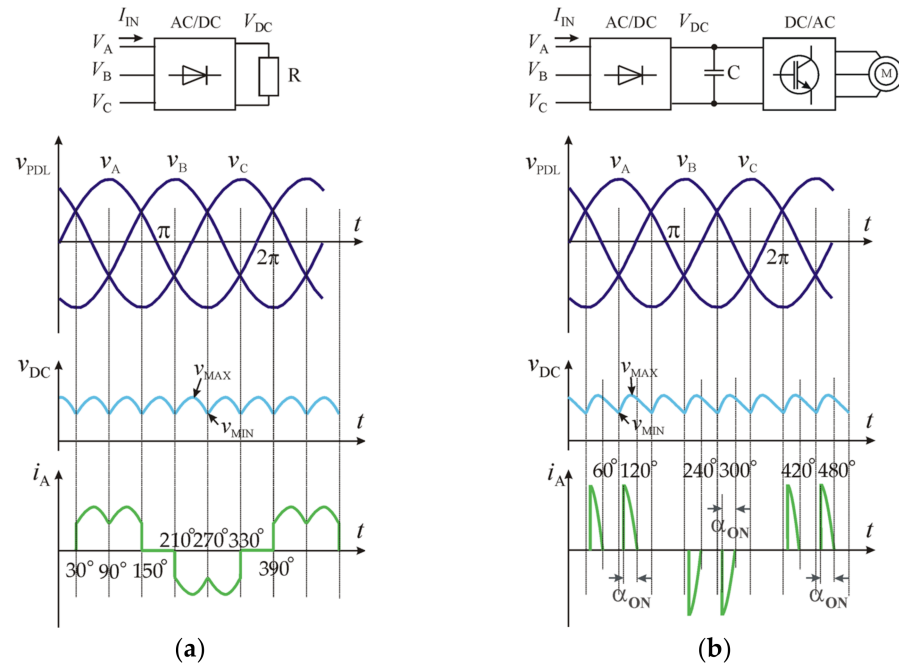 I_IN AC/DC V_DC
V_A
V_B R
V_C
v_PDL v_A v_B v_C
t
π
2π
v_DC v_MAX
t
v_MIN
i_A
t
210° 270° 330°
30° 90° 150° 390°
(a)
I_IN AC/DC V_DC DC/AC
V_A
V_B C M
V_C
v_PDL v_A v_B v_C
t
π
2π
v_DC v_MAX
t
v_MIN
i_A 60° 120° 240° 300° 420° 480°
α_ON
t
α_ON α_ON
(b)